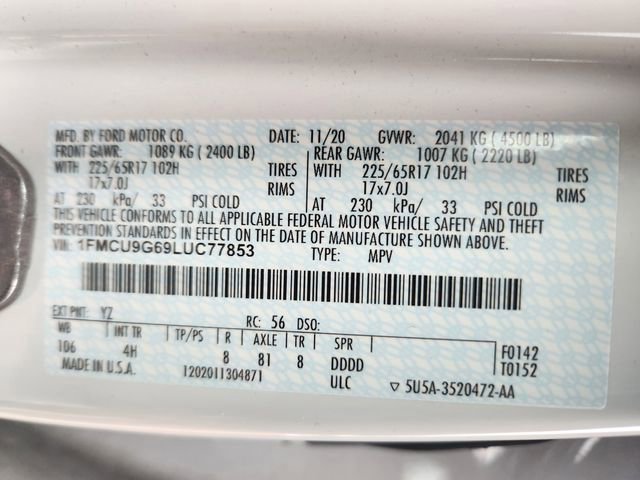 MFD. BY FORD MOTOR CO. DATE: 11/20 GVWR: 2041 KG ( 4500 LB)
FRONT GAWR: 1089 KG ( 2400 LB) REAR GAWR: 1007 KG ( 2220 LB)
WITH 225/65R17 102H TIRES WITH 225/65R17 102H TIRES
17x7.0J RIMS 17x7.0J RIMS
AT 230 kPa/ 33 PSI COLD AT 230 kPa/ 33 PSI COLD
THIS VEHICLE CONFORMS TO ALL APPLICABLE FEDERAL MOTOR VEHICLE SAFETY AND THEFT
PREVENTION STANDARDS IN EFFECT ON THE DATE OF MANUFACTURE SHOWN ABOVE.
VIN: 1FMCU9G69LUC77853 TYPE: MPV
EXT PNT: YZ RC: 56 DSO:
WB INT TR TP/PS R AXLE TR SPR F0142
106 4H 8 81 8 DDDD T0152
MADE IN U.S.A. 1202011304871 ULC ▽ 5U5A-3520472-AA